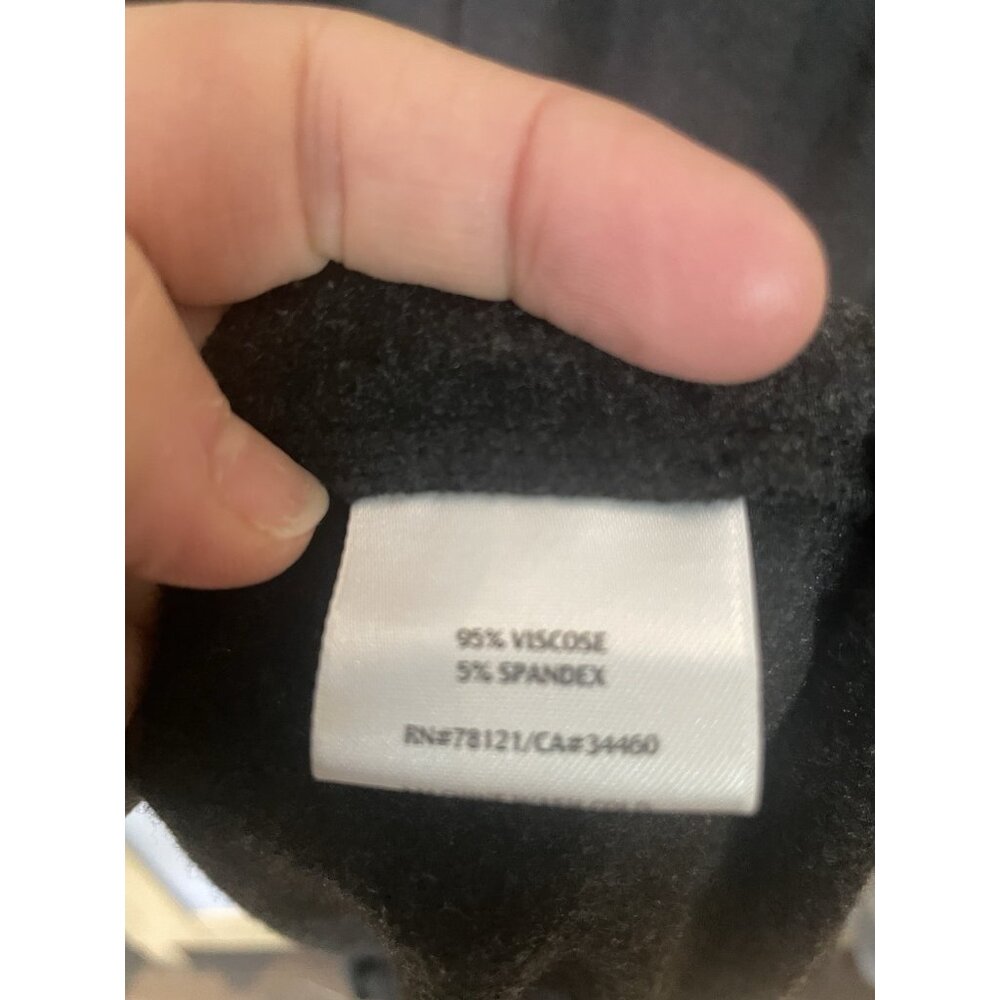 95% VISCOSE
5% SPANDEX
RN#78121/CA#34460